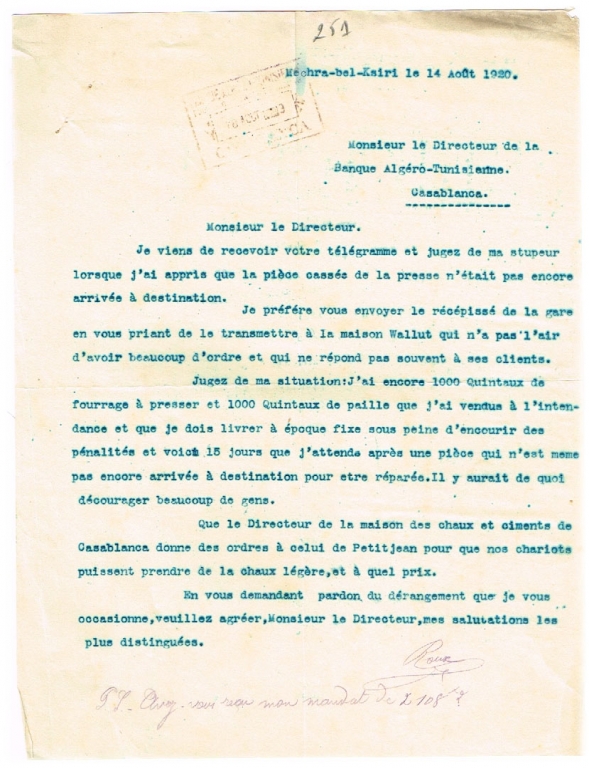 251
Mechra-bel-Ksiri le 14 Août 1920.
Monsieur le Directeur de la
Banque Algéro-Tunisienne.
Casablanca.
Monsieur le Directeur.
Je viens de recevoir votre télégramme et jugez de ma stupeur
lorsque j'ai appris que la pièce cassée de la presse n'était pas encore
arrivée à destination.
Je préfére vous envoyer le récépissé de la gare
en vous priant de le transmettre à la maison Wallut qui n'a pas l'air
d'avoir beaucoup d'ordre et qui ne répond pas souvent à ses clients.
Jugez de ma situation:J'ai encore 1000 Quintaux de
fourrage à presser et 1000 Quintaux de paille que j'ai vendus à l'inten-
dance et que je dois livrer à époque fixe sous peine d'encourir des
pénalités et voici 15 jours que j'attends après une pièce qui n'est meme
pas encore arrivée à destination pour etre réparée.Il y aurait de quoi
décourager beaucoup de gens.
Que le Directeur de la maison des chaux et ciments de
Casablanca donne des ordres à celui de Petitjean pour que nos chariots
puissent prendre de la chaux légère,et à quel prix.
En vous demandant pardon du dérangement que je vous
occasionne,veuillez agréer,Monsieur le Directeur,mes salutations les
plus distinguées.
Roux
P.S. Avez-vous reçu mon mandat de 2108